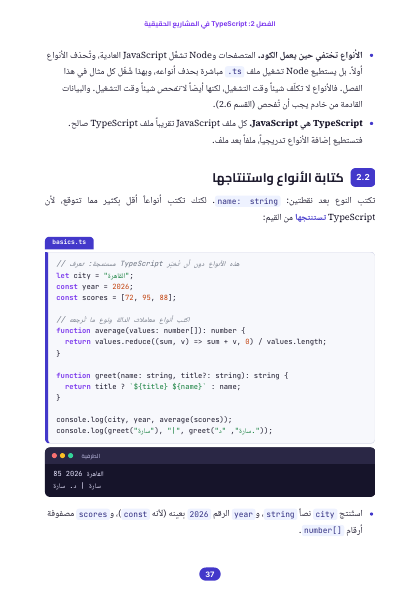 الفصل 2: TypeScript في المشاريع الحقيقية
• الأنواع تختفي حين يعمل الكود. المتصفحات وNode تشغّل JavaScript العادية، وتُحذف الأنواع
أولاً. بل يستطيع Node تشغيل ملف .ts مباشرة بحذف أنواعه، وبهذا شُغّل كل مثال في هذا
الفصل. فالأنواع لا تكلّف شيئاً وقت التشغيل، لكنها أيضاً لا تفحص شيئاً وقت التشغيل. والبيانات
القادمة من خادم يجب أن تُفحص (القسم 2.6).
• TypeScript هي JavaScript. كل ملف JavaScript تقريباً ملف TypeScript صالح.
فتستطيع إضافة الأنواع تدريجياً، ملفاً بعد ملف.
2.2 كتابة الأنواع واستنتاجها
تكتب النوع بعد نقطتين: name: string. لكنك تكتب أنواعاً أقل بكثير مما تتوقع، لأن
TypeScript تستنتجها من القيم:
basics.ts
// هذه الأنواع دون أن تُخبَر TypeScript مستنتجة: تعرف
let city = "القاهرة";
const year = 2026;
const scores = [72, 95, 88];
// اكتب أنواع معاملات الدالة ونوع ما تُرجعه
function average(values: number[]): number {
return values.reduce((sum, v) => sum + v, 0) / values.length;
}
function greet(name: string, title?: string): string {
return title ? `${title} ${name}` : name;
}
console.log(city, year, average(scores));
console.log(greet("سارة"), "|", greet("سارة", "د."));
الطرفية
القاهرة 2026 85
سارة | د. سارة
• استُنتج city نصاً string، وyear الرقم 2026 بعينه (لأنه const)، وscores مصفوفة
أرقام number[].
37